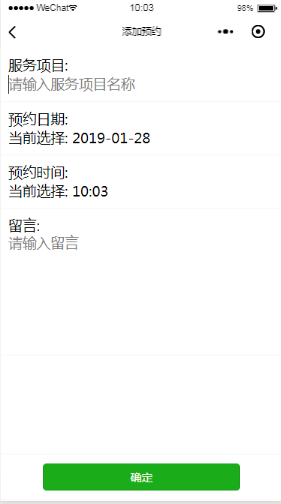 WeChat 10:03 98%
添加预约
服务项目:
请输入服务项目名称
预约日期:
当前选择: 2019-01-28
预约时间:
当前选择: 10:03
留言:
请输入留言
确定